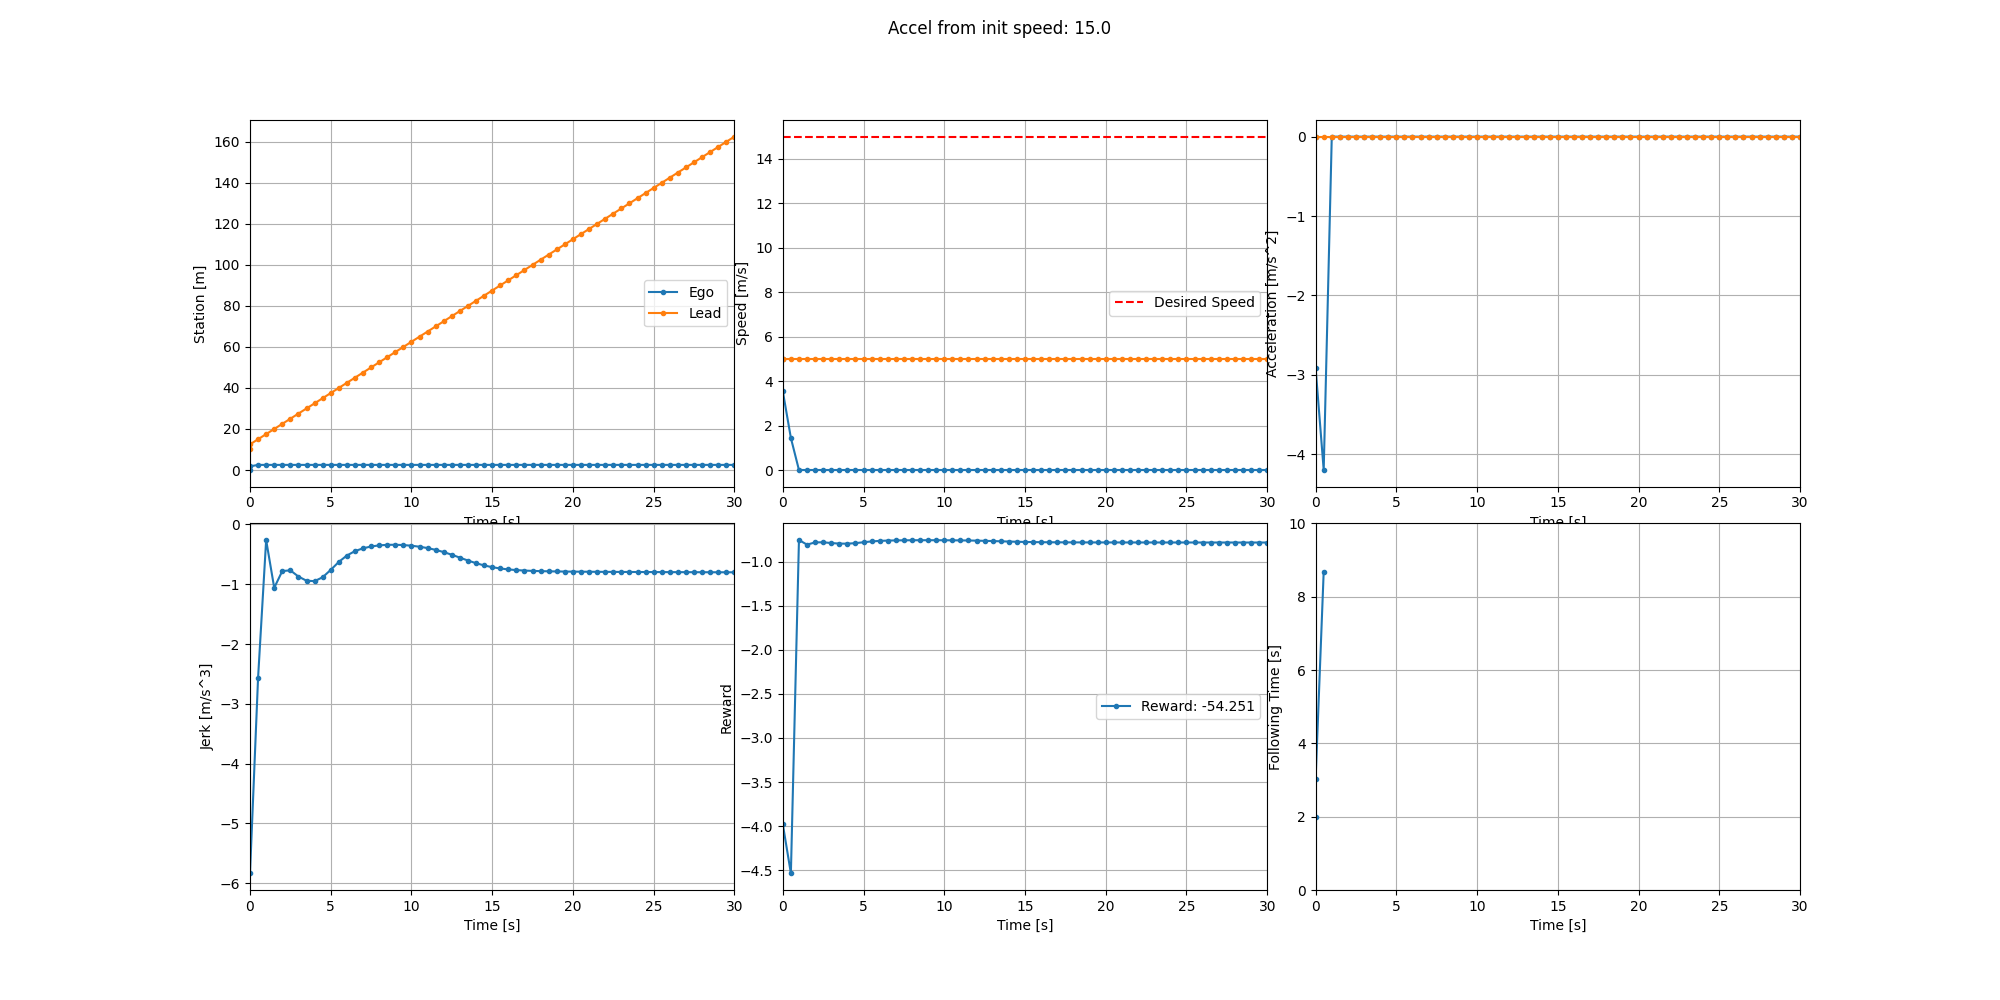 Accel from init speed: 15.0
Station [m]
160
140
120
100
80
60
40
20
0
Ego
Lead
0 5 10 15 20 25 30
Time [s]
Speed [m/s]
14
12
10
8
6
4
2
0
Desired Speed
0 5 10 15 20 25 30
Time [s]
Acceleration [m/s^2]
0
−1
−2
−3
−4
0 5 10 15 20 25 30
Time [s]
Jerk [m/s^3]
0
−1
−2
−3
−4
−5
−6
0 5 10 15 20 25 30
Time [s]
Reward
−1.0
−1.5
−2.0
−2.5
−3.0
−3.5
−4.0
−4.5
Reward: -54.251
0 5 10 15 20 25 30
Time [s]
Following Time [s]
10
8
6
4
2
0
0 5 10 15 20 25 30
Time [s]